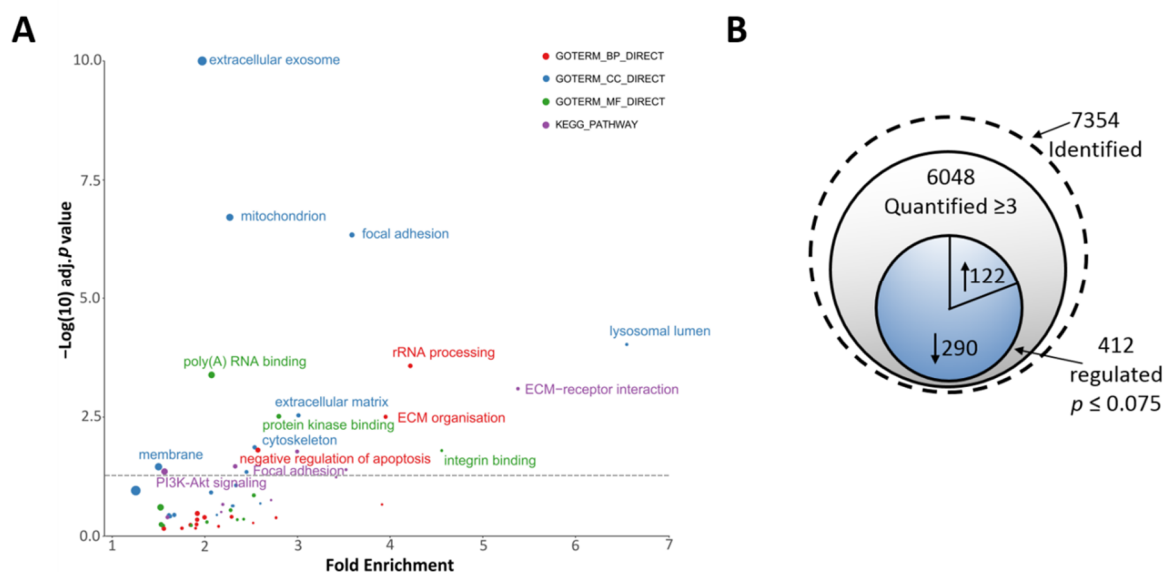 A
−Log(10) adj.p value
10.0
7.5
5.0
2.5
0.0
1
2
3
4
5
6
7
Fold Enrichment
GOTERM_BP_DIRECT
GOTERM_CC_DIRECT
GOTERM_MF_DIRECT
KEGG_PATHWAY
extracellular exosome
mitochondrion
focal adhesion
lysosomal lumen
rRNA processing
poly(A) RNA binding
ECM−receptor interaction
extracellular matrix
ECM organisation
protein kinase binding
cytoskeleton
membrane
negative regulation of apoptosis
integrin binding
Focal adhesion
PI3K-Akt signaling
B
7354
Identified
6048
Quantified ≥3
↑122
↓290
412
regulated
p ≤ 0.075